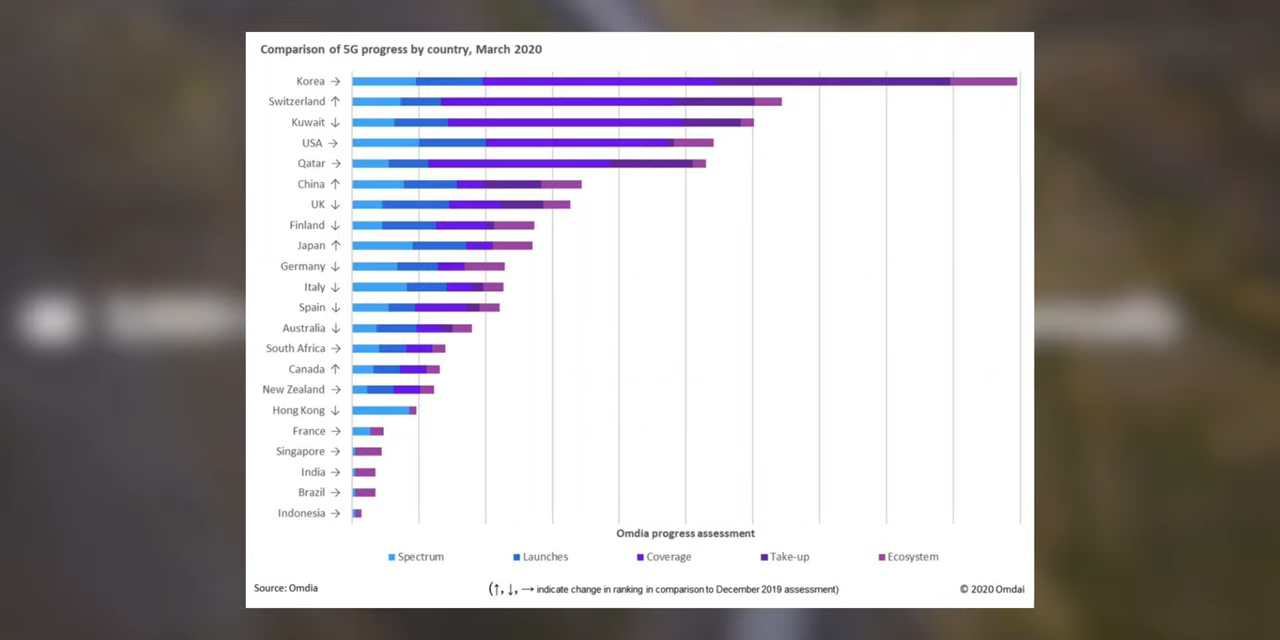 Comparison of 5G progress by country, March 2020
Korea →
Switzerland ↑
Kuwait ↓
USA →
Qatar →
China ↑
UK ↓
Finland ↓
Japan ↑
Germany ↓
Italy ↓
Spain ↓
Australia ↓
South Africa →
Canada ↑
New Zealand →
Hong Kong ↓
France →
Singapore →
India →
Brazil →
Indonesia →
Omdia progress assessment
Spectrum Launches Coverage Take-up Ecosystem
Source: Omdia (↑, ↓, → indicate change in ranking in comparison to December 2019 assessment) © 2020 Omdai